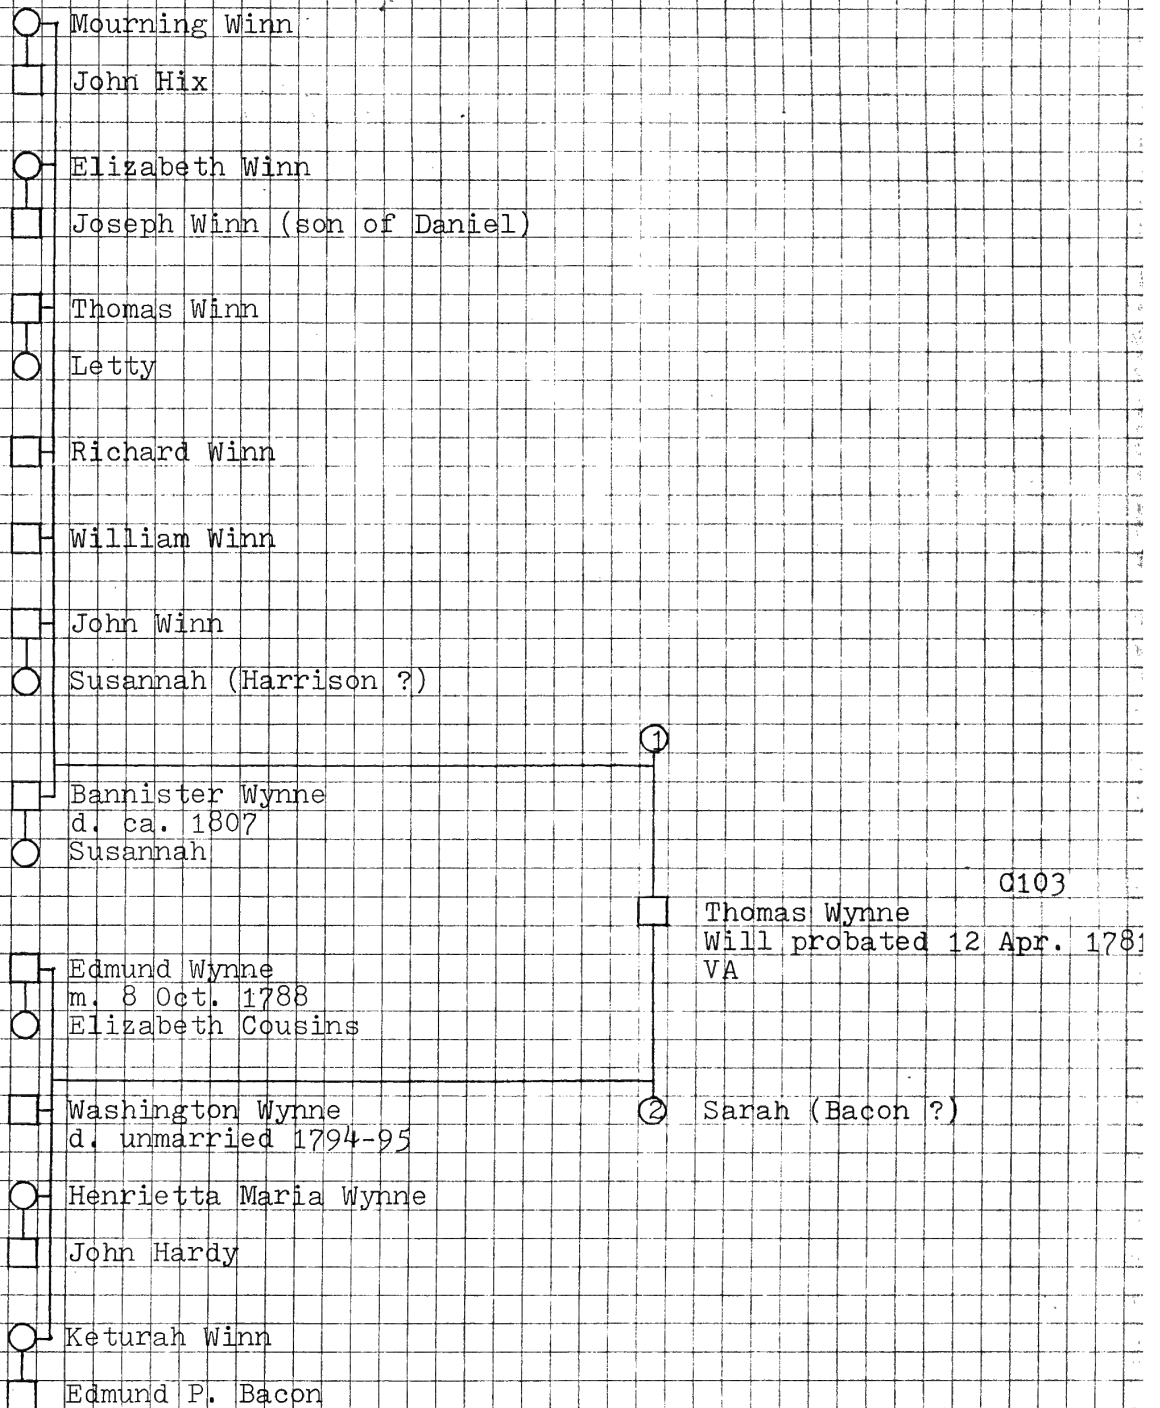 Mourning Winn
John Hix
Elizabeth Winn
Joseph Winn (son of Daniel)
Thomas Winn
Letty
Richard Winn
William Winn
John Winn
Susannah (Harrison ?)
1
Bannister Wynne
d. ca. 1807
Susannah
C103
Thomas Wynne
Will probated 12 Apr. 1781
VA
Edmund Wynne
m. 8 Oct. 1788
Elizabeth Cousins
Washington Wynne
d. unmarried 1794-95
2 Sarah (Bacon ?)
Henrietta Maria Wynne
John Hardy
Keturah Winn
Edmund P. Bacon